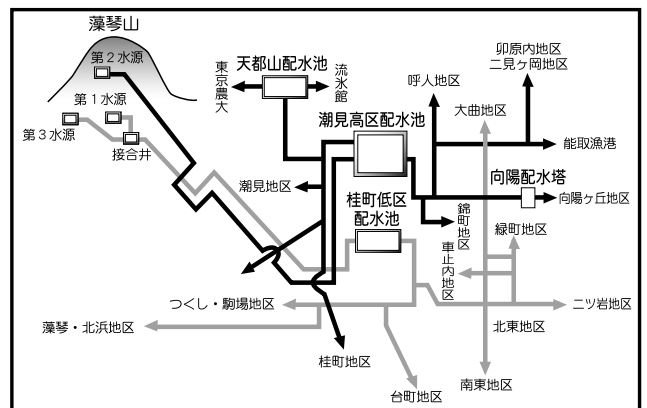 藻琴山
第2水源
第1水源
第3水源
接合井
天都山配水池
東京農大
流氷館
潮見高区配水池
潮見地区
桂町低区
配水池
呼人地区
卯原内地区
二見ヶ岡地区
大曲地区
能取漁港
向陽配水塔
向陽ヶ丘地区
錦町地区
緑町地区
車止内地区
つくし・駒場地区
ニツ岩地区
藻琴・北浜地区
北東地区
桂町地区
台町地区
南東地区